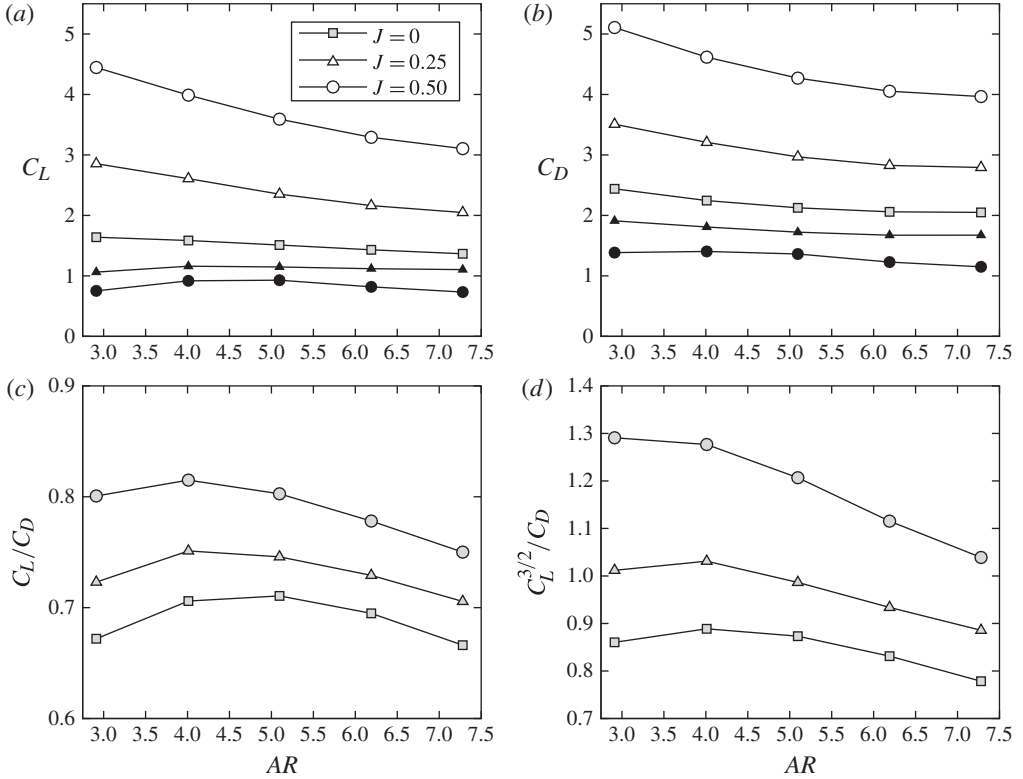 (a)
J = 0
J = 0.25
J = 0.50
5
4
3
2
1
0
C_L
3.0 3.5 4.0 4.5 5.0 5.5 6.0 6.5 7.0 7.5
(b)
5
4
3
2
1
0
C_D
3.0 3.5 4.0 4.5 5.0 5.5 6.0 6.5 7.0 7.5
(c)
0.9
0.8
0.7
0.6
C_L/C_D
3.0 3.5 4.0 4.5 5.0 5.5 6.0 6.5 7.0 7.5
AR
(d)
1.4
1.3
1.2
1.1
1.0
0.9
0.8
0.7
C_L^{3/2}/C_D
3.0 3.5 4.0 4.5 5.0 5.5 6.0 6.5 7.0 7.5
AR